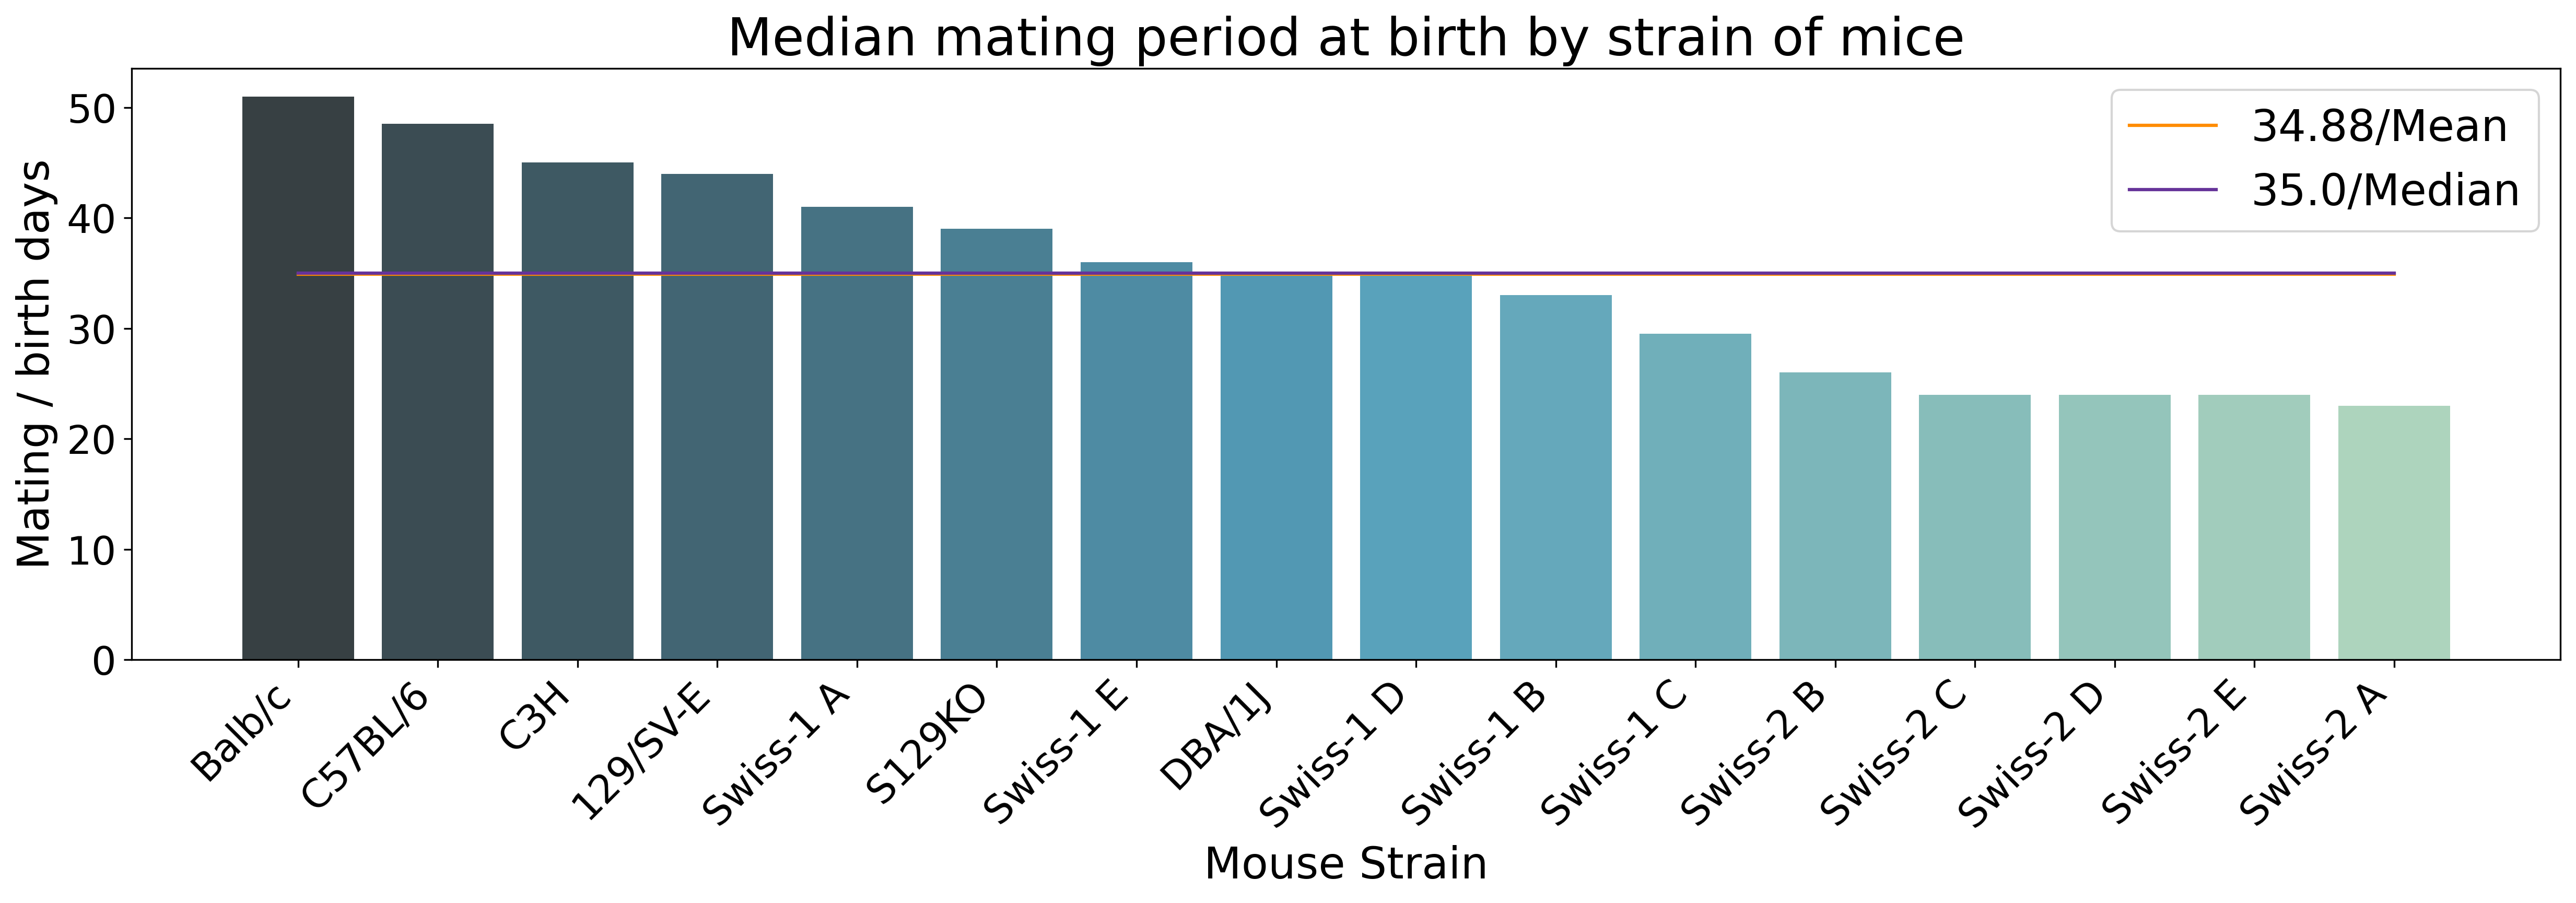 Median mating period at birth by strain of mice
34.88/Mean
35.0/Median
Mating / birth days
50
40
30
20
10
0
Balb/c
C57BL/6
C3H
129/SV-E
Swiss-1 A
S129KO
Swiss-1 E
DBA/1J
Swiss-1 D
Swiss-1 B
Swiss-1 C
Swiss-2 B
Swiss-2 C
Swiss-2 D
Swiss-2 E
Swiss-2 A
Mouse Strain